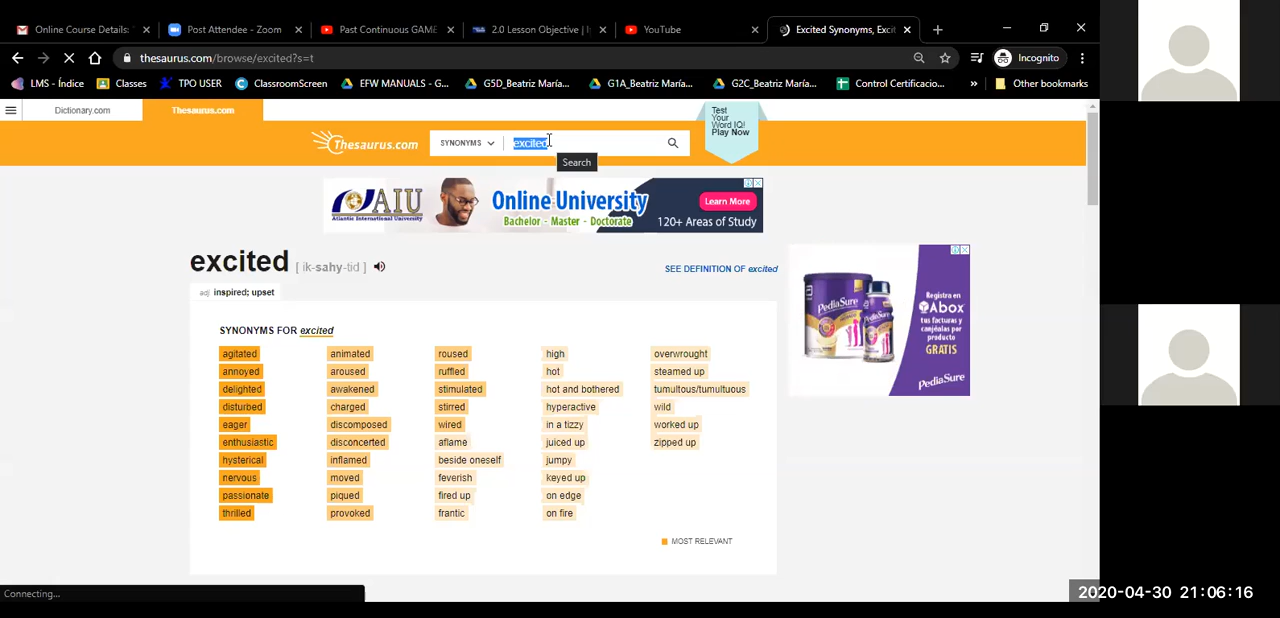 Online Course Details:
Post Attendee - Zoom
Past Continuous GAME
2.0 Lesson Objective |
YouTube
Excited Synonyms, Excit
thesaurus.com/browse/excited?s=t
Incognito
LMS - Índice
Classes
TPO USER
ClassroomScreen
EFW MANUALS - G...
G5D_Beatriz María...
G1A_Beatriz María...
G2C_Beatriz María...
»
Control Certificacio...
Other bookmarks
Dictionary.com
Thesaurus.com
Thesaurus.com
SYNONYMS
excited
Search
Test
Your
Word IQ!
Play Now
AIU
Atlantic International University
Online University
Bachelor - Master - Doctorate
Learn More
120+ Areas of Study
excited [ ik-sahy-tid ]
SEE DEFINITION OF excited
adj inspired; upset
SYNONYMS FOR excited
agitated animated roused high overwrought
annoyed aroused ruffled hot steamed up
delighted awakened stimulated hot and bothered tumultous/tumultuous
disturbed charged stirred hyperactive wild
eager discomposed wired in a tizzy worked up
enthusiastic disconcerted aflame juiced up zipped up
hysterical inflamed beside oneself jumpy
nervous moved feverish keyed up
passionate piqued fired up on edge
thrilled provoked frantic on fire
MOST RELEVANT
PediaSure
PediaSure
Registra en
Abox
tus facturas y
canjéalas por
producto
GRATIS
PediaSure
Connecting...
2020-04-30 21:06:16